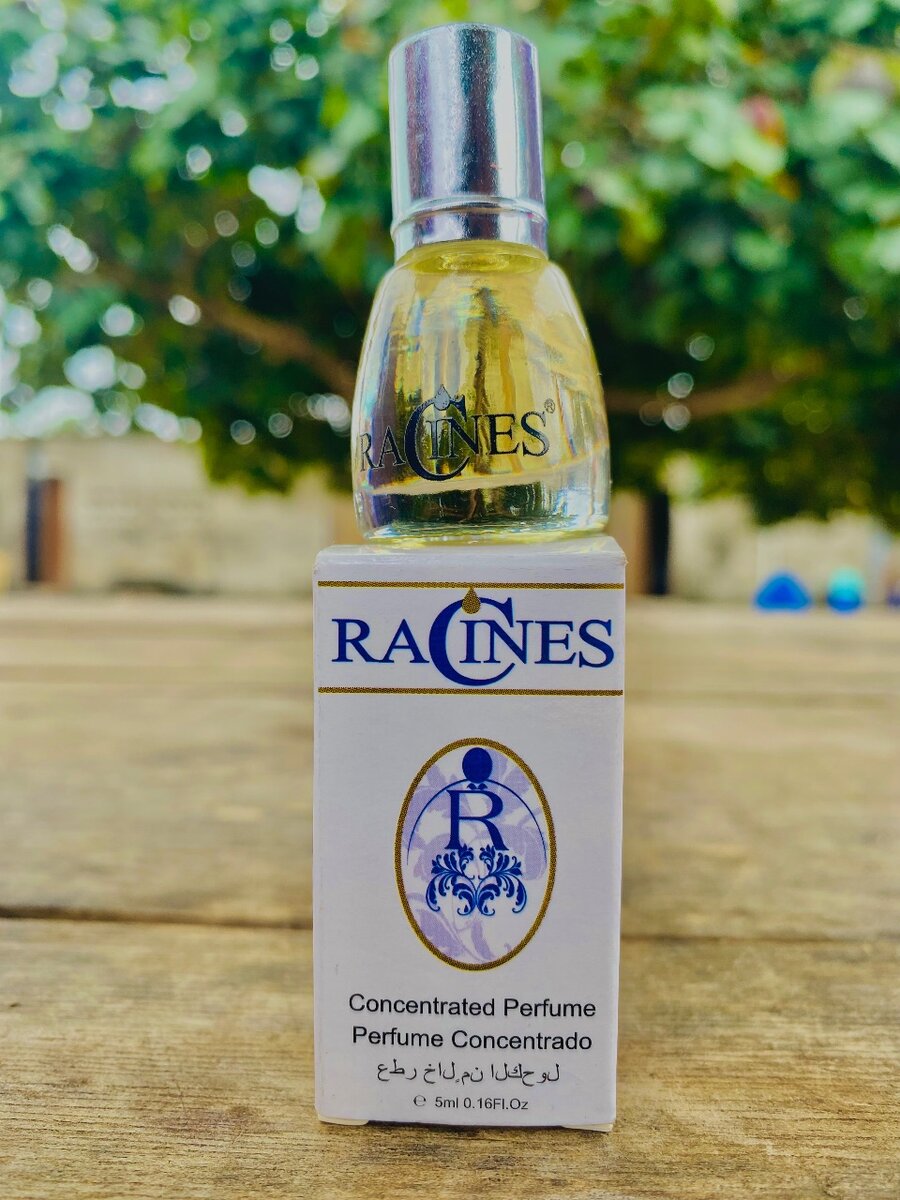 RACINES®
RACINES
R
Concentrated Perfume
Perfume Concentrado
عطر خالٍ من الكحول
℮ 5ml 0.16Fl.Oz